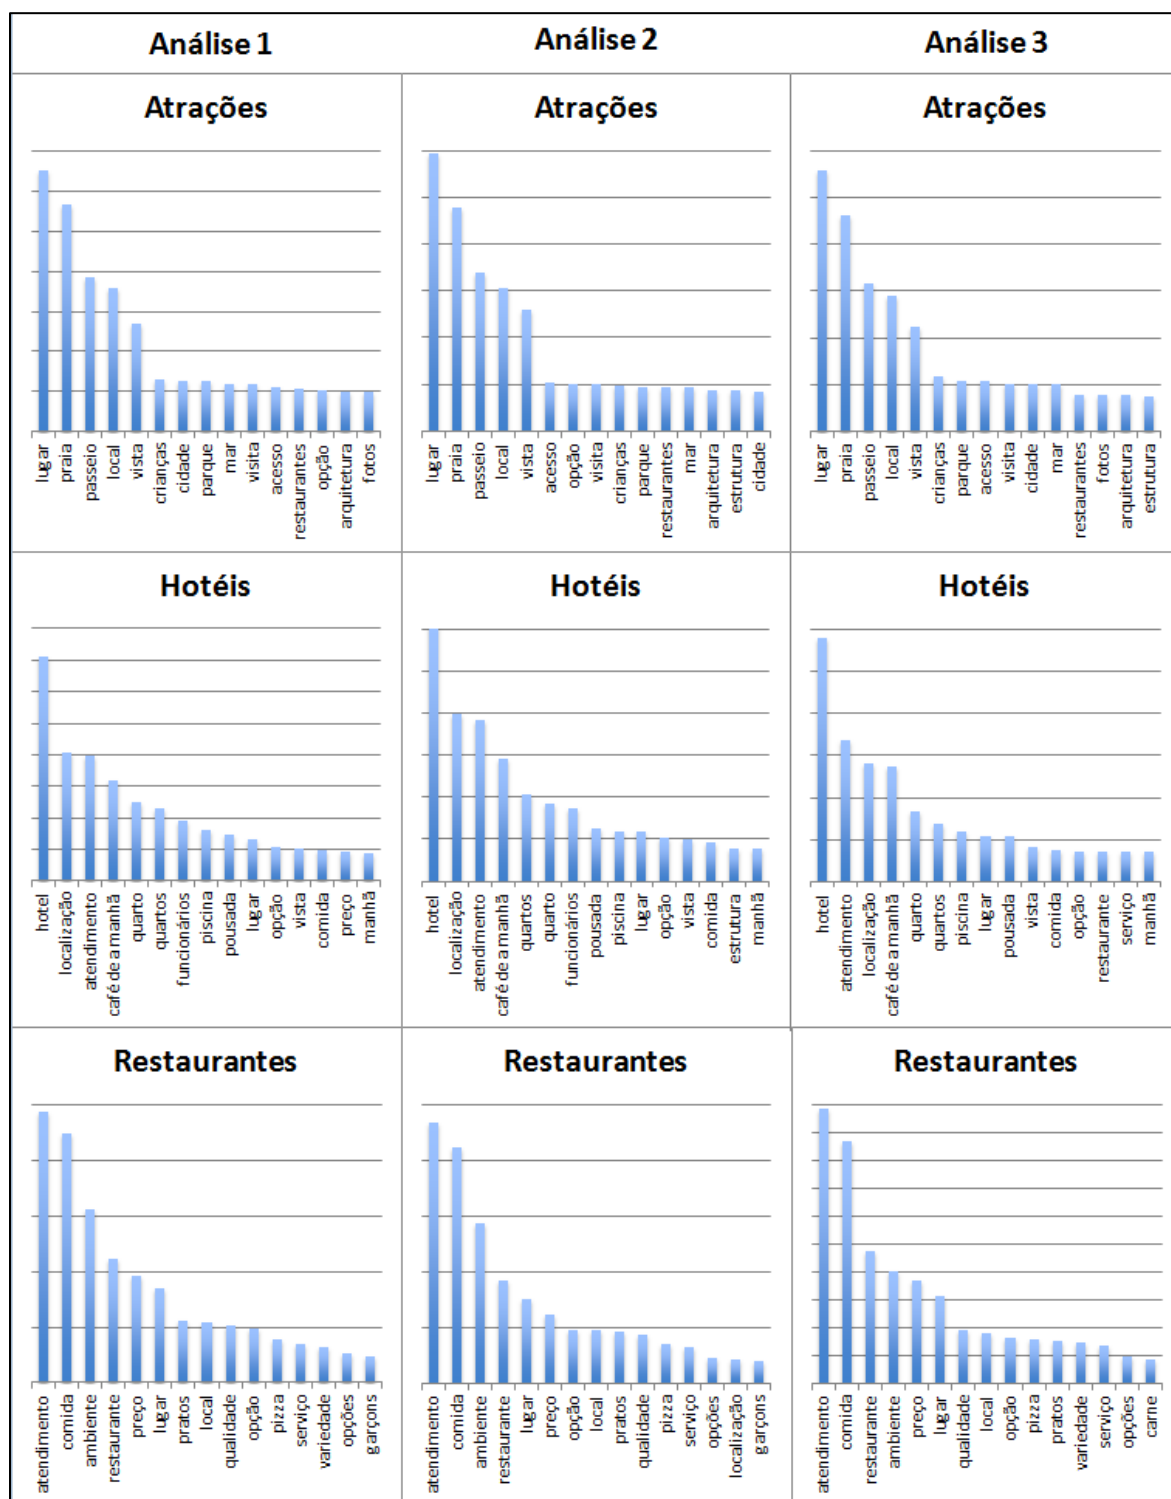 Análise 1
Análise 2
Análise 3
Atrações
Atrações
Atrações
lugar
praia
passeio
local
vista
crianças
cidade
parque
mar
visita
acesso
restaurantes
opção
arquitetura
fotos
lugar
praia
passeio
local
vista
acesso
opção
visita
crianças
parque
restaurantes
mar
arquitetura
estrutura
cidade
lugar
praia
passeio
local
vista
crianças
parque
acesso
visita
cidade
mar
restaurantes
fotos
arquitetura
estrutura
Hotéis
Hotéis
Hotéis
hotel
localização
atendimento
café de a manhã
quarto
quartos
funcionários
piscina
pousada
lugar
opção
vista
comida
preço
manhã
hotel
localização
atendimento
café de a manhã
quartos
quarto
funcionários
pousada
piscina
lugar
opção
vista
comida
estrutura
manhã
hotel
atendimento
localização
café de a manhã
quarto
quartos
piscina
lugar
pousada
vista
comida
opção
restaurante
serviço
manhã
Restaurantes
Restaurantes
Restaurantes
atendimento
comida
ambiente
restaurante
preço
lugar
pratos
local
qualidade
opção
pizza
serviço
variedade
opções
garçons
atendimento
comida
ambiente
restaurante
lugar
preço
opção
local
pratos
qualidade
pizza
serviço
opções
localização
garçons
atendimento
comida
restaurante
ambiente
preço
lugar
qualidade
local
opção
pizza
pratos
variedade
serviço
opções
carne